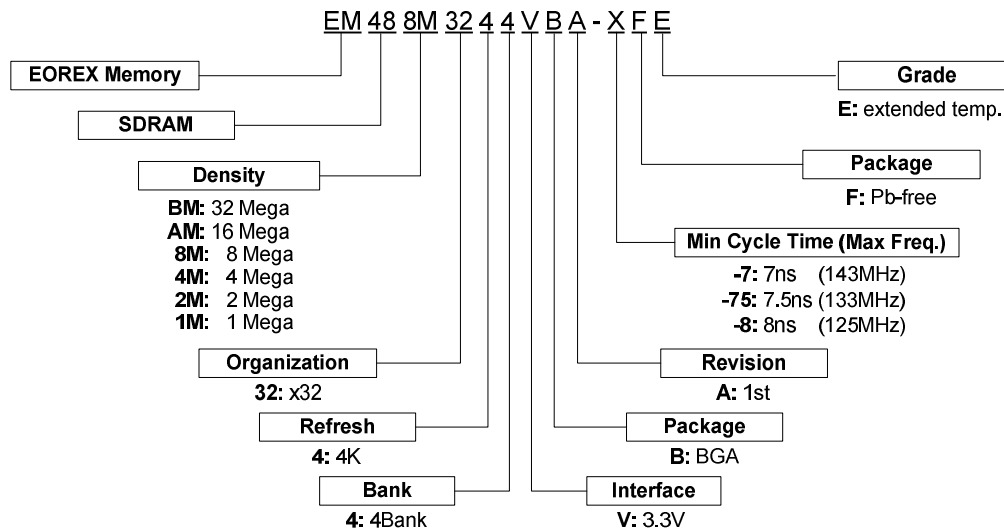 EM 48 8M 32 4 4 V B A - X F E
EOREX Memory
Grade
E: extended temp.
SDRAM
Density
BM: 32 Mega
AM: 16 Mega
8M: 8 Mega
4M: 4 Mega
2M: 2 Mega
1M: 1 Mega
Package
F: Pb-free
Min Cycle Time (Max Freq.)
-7: 7ns (143MHz)
-75: 7.5ns (133MHz)
-8: 8ns (125MHz)
Organization
32: x32
Revision
A: 1st
Refresh
4: 4K
Package
B: BGA
Bank
4: 4Bank
Interface
V: 3.3V